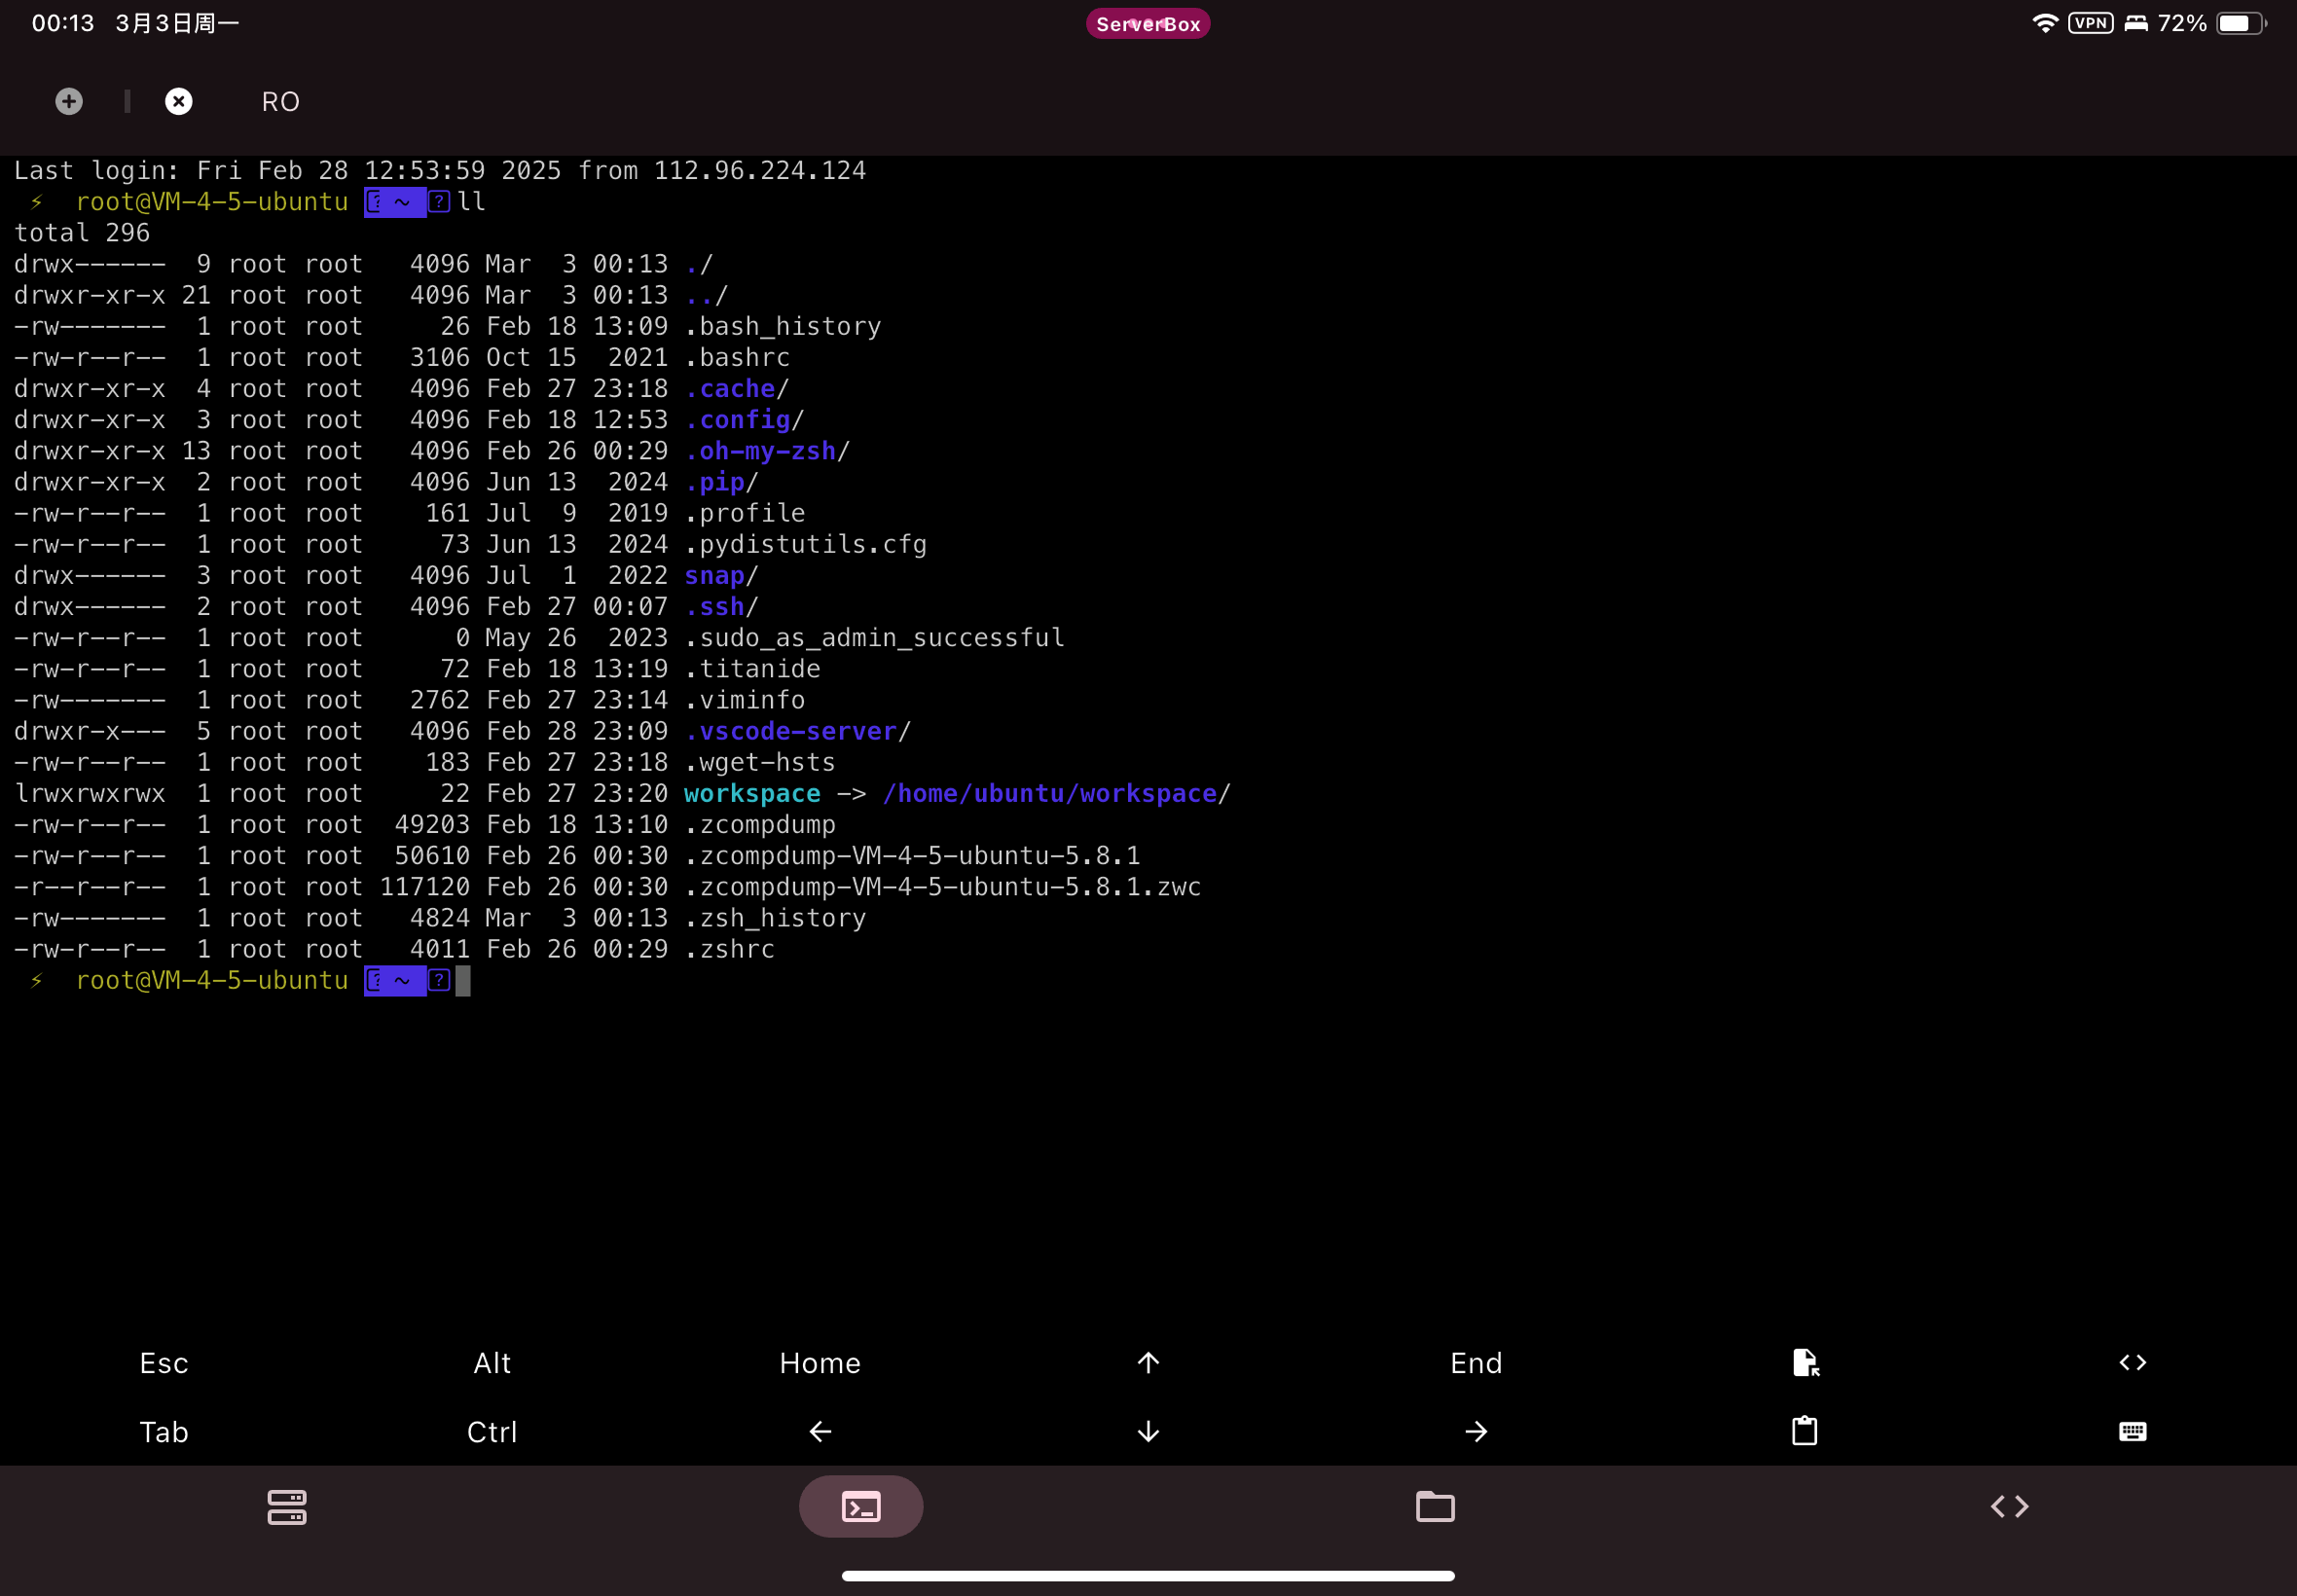 00:13 3月3日周一
ServerBox
VPN 72%
RO
Last login: Fri Feb 28 12:53:59 2025 from 112.96.224.124
⚡ root@VM-4-5-ubuntu ~ ll
total 296
drwx------  9 root root   4096 Mar  3 00:13 ./
drwxr-xr-x 21 root root   4096 Mar  3 00:13 ../
-rw-------  1 root root     26 Feb 18 13:09 .bash_history
-rw-r--r--  1 root root   3106 Oct 15  2021 .bashrc
drwxr-xr-x  4 root root   4096 Feb 27 23:18 .cache/
drwxr-xr-x  3 root root   4096 Feb 18 12:53 .config/
drwxr-xr-x 13 root root   4096 Feb 26 00:29 .oh-my-zsh/
drwxr-xr-x  2 root root   4096 Jun 13  2024 .pip/
-rw-r--r--  1 root root    161 Jul  9  2019 .profile
-rw-r--r--  1 root root     73 Jun 13  2024 .pydistutils.cfg
drwx------  3 root root   4096 Jul  1  2022 snap/
drwx------  2 root root   4096 Feb 27 00:07 .ssh/
-rw-r--r--  1 root root      0 May 26  2023 .sudo_as_admin_successful
-rw-r--r--  1 root root     72 Feb 18 13:19 .titanide
-rw-------  1 root root   2762 Feb 27 23:14 .viminfo
drwxr-x---  5 root root   4096 Feb 28 23:09 .vscode-server/
-rw-r--r--  1 root root    183 Feb 27 23:18 .wget-hsts
lrwxrwxrwx  1 root root     22 Feb 27 23:20 workspace -> /home/ubuntu/workspace/
-rw-r--r--  1 root root  49203 Feb 18 13:10 .zcompdump
-rw-r--r--  1 root root  50610 Feb 26 00:30 .zcompdump-VM-4-5-ubuntu-5.8.1
-r--r--r--  1 root root 117120 Feb 26 00:30 .zcompdump-VM-4-5-ubuntu-5.8.1.zwc
-rw-------  1 root root   4824 Mar  3 00:13 .zsh_history
-rw-r--r--  1 root root   4011 Feb 26 00:29 .zshrc
⚡ root@VM-4-5-ubuntu ~
Esc Alt Home ↑ End
Tab Ctrl ← ↓ →